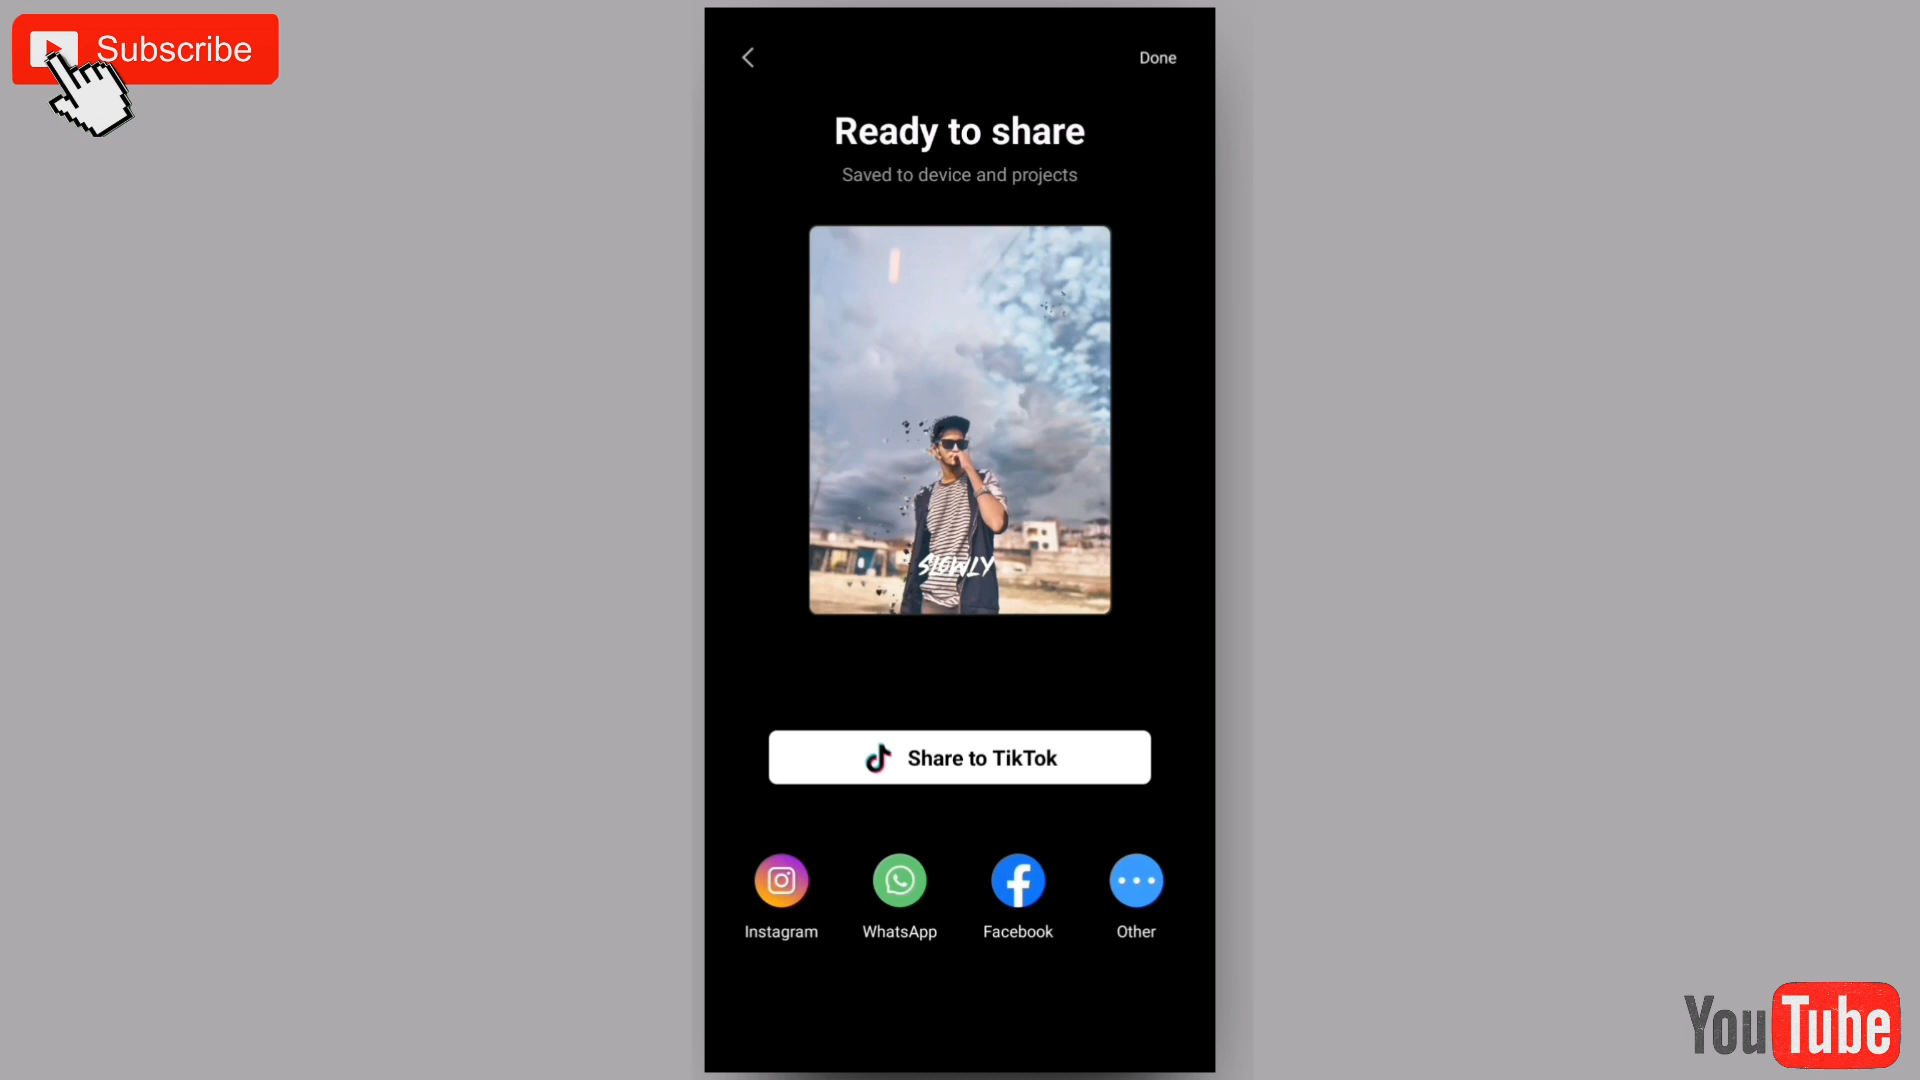 Subscribe
Done
Ready to share
Saved to device and projects
SLOWLY
Share to TikTok
Instagram
WhatsApp
Facebook
Other
YouTube